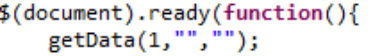 $(document).ready(function(){
getData(1,"","");